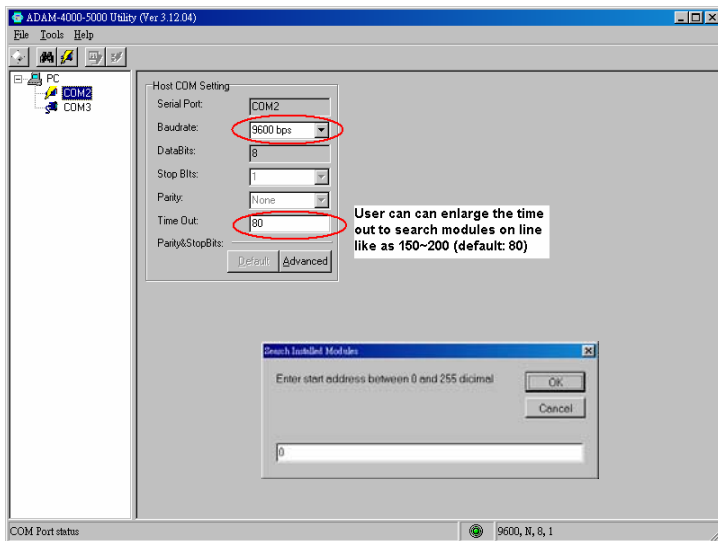 ADAM-4000-5000 Utility (Ver 3.12.04)
File Tools Help
PC
COM2
COM3
Host COM Setting
Serial Port: COM2
Baudrate: 9600 bps
DataBits: 8
Stop BIts: 1
Parity: None
Time Out: 80
Parity&StopBits:
Default Advanced
User can can enlarge the time
out to search modules on line
like as 150~200 (default: 80)
Search Installed Modules
Enter start address between 0 and 255 dicimal
OK
Cancel
0
COM Port status
9600, N, 8, 1